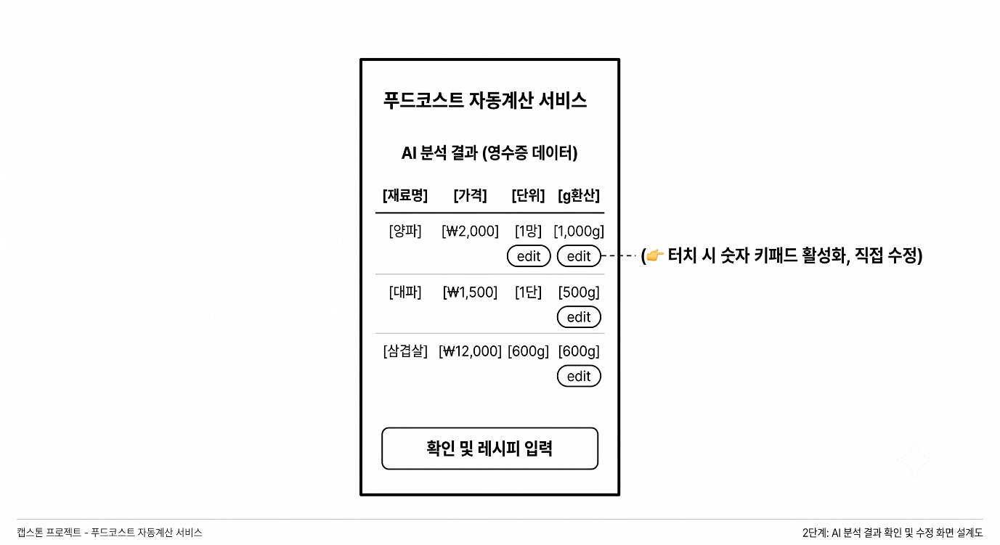 푸드코스트 자동계산 서비스
AI 분석 결과 (영수증 데이터)
[재료명] [가격] [단위] [g환산]
[양파] [₩2,000] [1망] [1,000g]
edit edit (👉 터치 시 숫자 키패드 활성화, 직접 수정)
[대파] [₩1,500] [1단] [500g]
edit
[삼겹살] [₩12,000] [600g] [600g]
edit
확인 및 레시피 입력
캡스톤 프로젝트 - 푸드코스트 자동계산 서비스 2단계: AI 분석 결과 확인 및 수정 화면 설계도